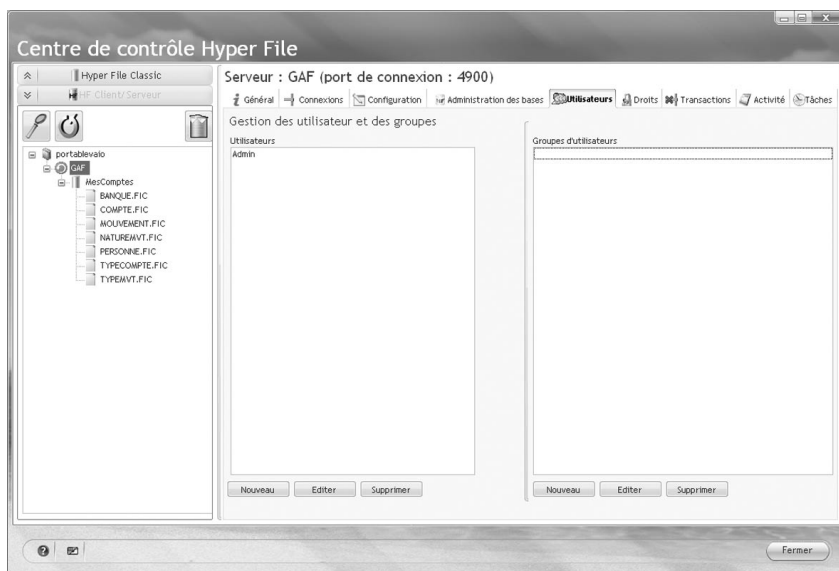 Centre de contrôle Hyper File
Hyper File Classic
HF Client/Serveur
portablevaio
GAF
MesComptes
BANQUE.FIC
COMPTE.FIC
MOUVEMENT.FIC
NATUREMVT.FIC
PERSONNE.FIC
TYPECOMPTE.FIC
TYPEMVT.FIC
Serveur : GAF (port de connexion : 4900)
Général Connexions Configuration Administration des bases Utilisateurs Droits Transactions Activité Tâches
Gestion des utilisateur et des groupes
Utilisateurs
Admin
Nouveau Editer Supprimer
Groupes d'utilisateurs
Nouveau Editer Supprimer
Fermer